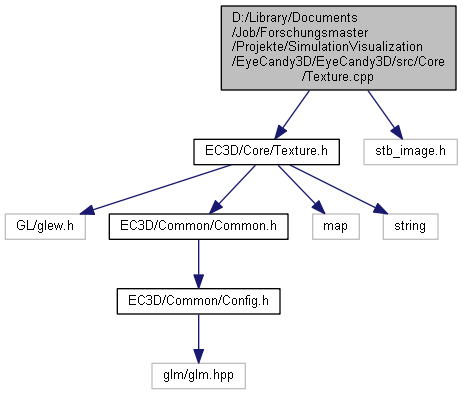 D:/Library/Documents
/Job/Forschungsmaster
/Projekte/SimulationVisualization
/EyeCandy3D/EyeCandy3D/src/Core
/Texture.cpp
EC3D/Core/Texture.h
stb_image.h
GL/glew.h
EC3D/Common/Common.h
map
string
EC3D/Common/Config.h
glm/glm.hpp